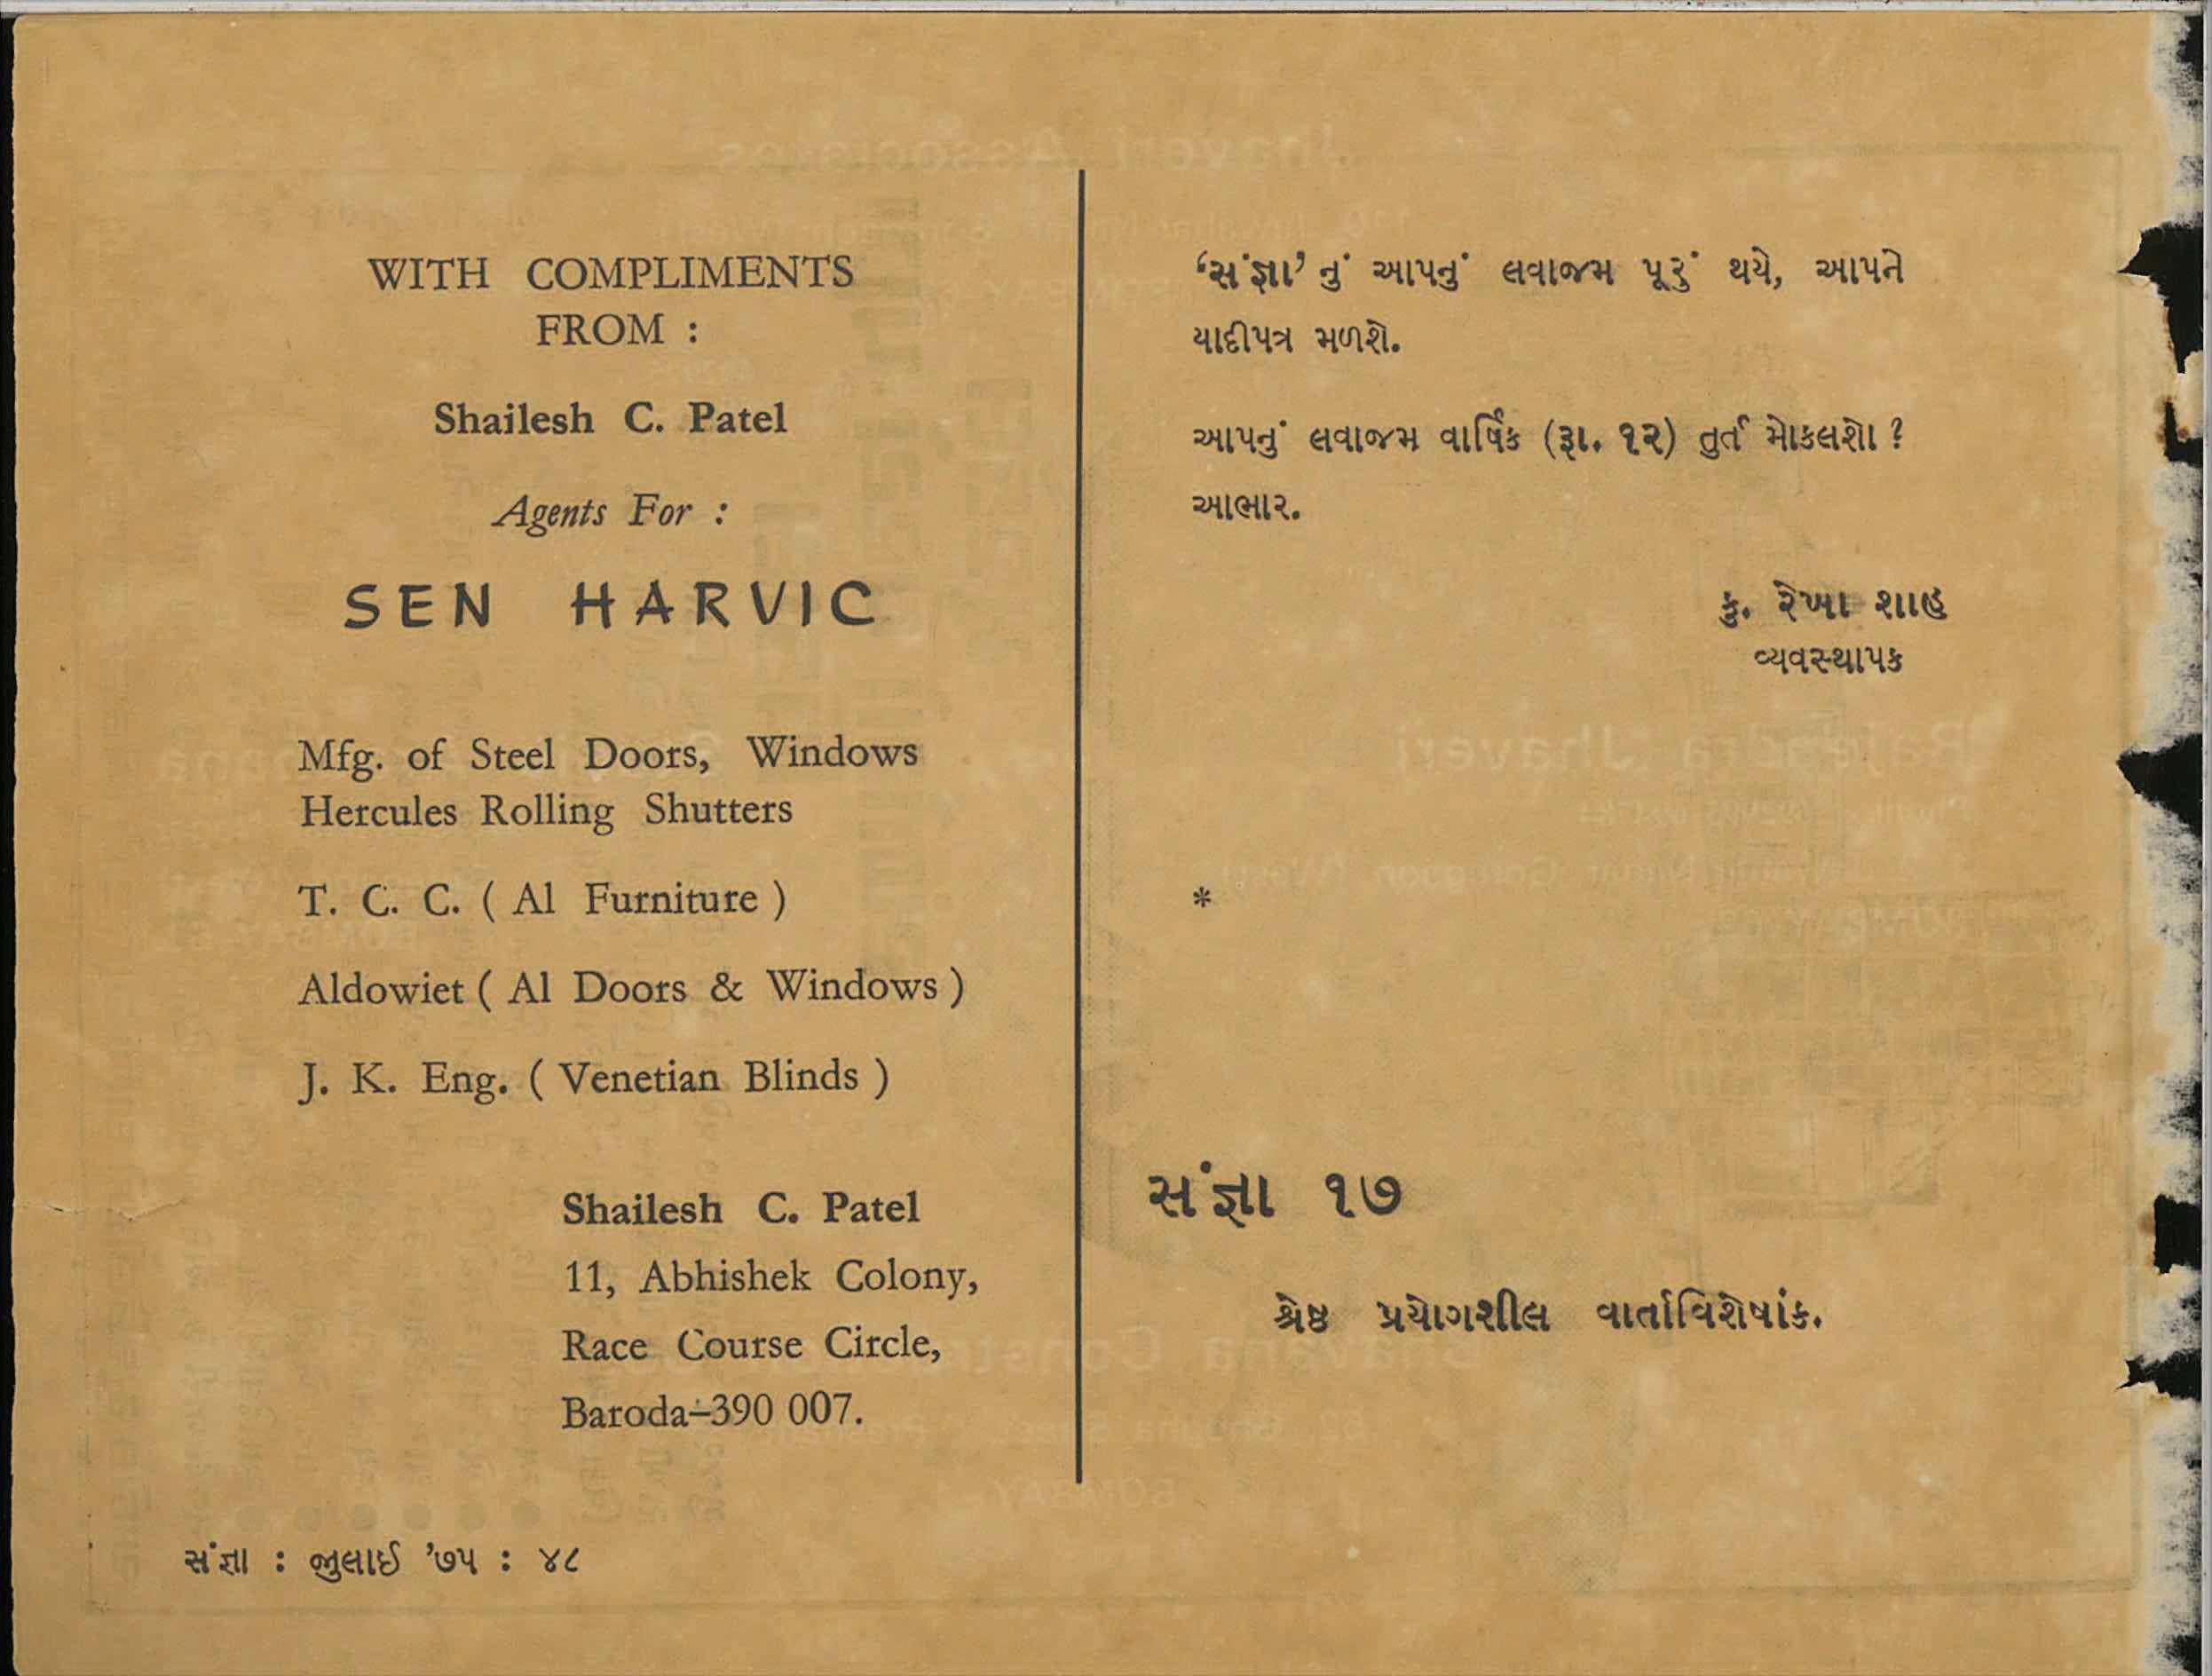 WITH COMPLIMENTS
FROM :
Shailesh C. Patel
Agents For :
SEN HARVIC
Mfg. of Steel Doors, Windows
Hercules Rolling Shutters
T. C. C. ( Al Furniture )
Aldowiet ( Al Doors & Windows )
J. K. Eng. ( Venetian Blinds )
Shailesh C. Patel
11, Abhishek Colony,
Race Course Circle,
Baroda–390 007.
સંજ્ઞા : જુલાઈ '૭૫ : ૪૮
‘સંજ્ઞા’ નું આપનું લવાજમ પૂરું થયે, આપને
યાદીપત્ર મળશે.
આપનું લવાજમ વાર્ષિક (રૂા. ૧૨) તુર્ત મોકલશો ?
આભાર.
કુ. રેખા શાહ
વ્યવસ્થાપક
*
સંજ્ઞા ૧૭
શ્રેષ્ઠ પ્રયોગશીલ વાર્તાવિશેષાંક.